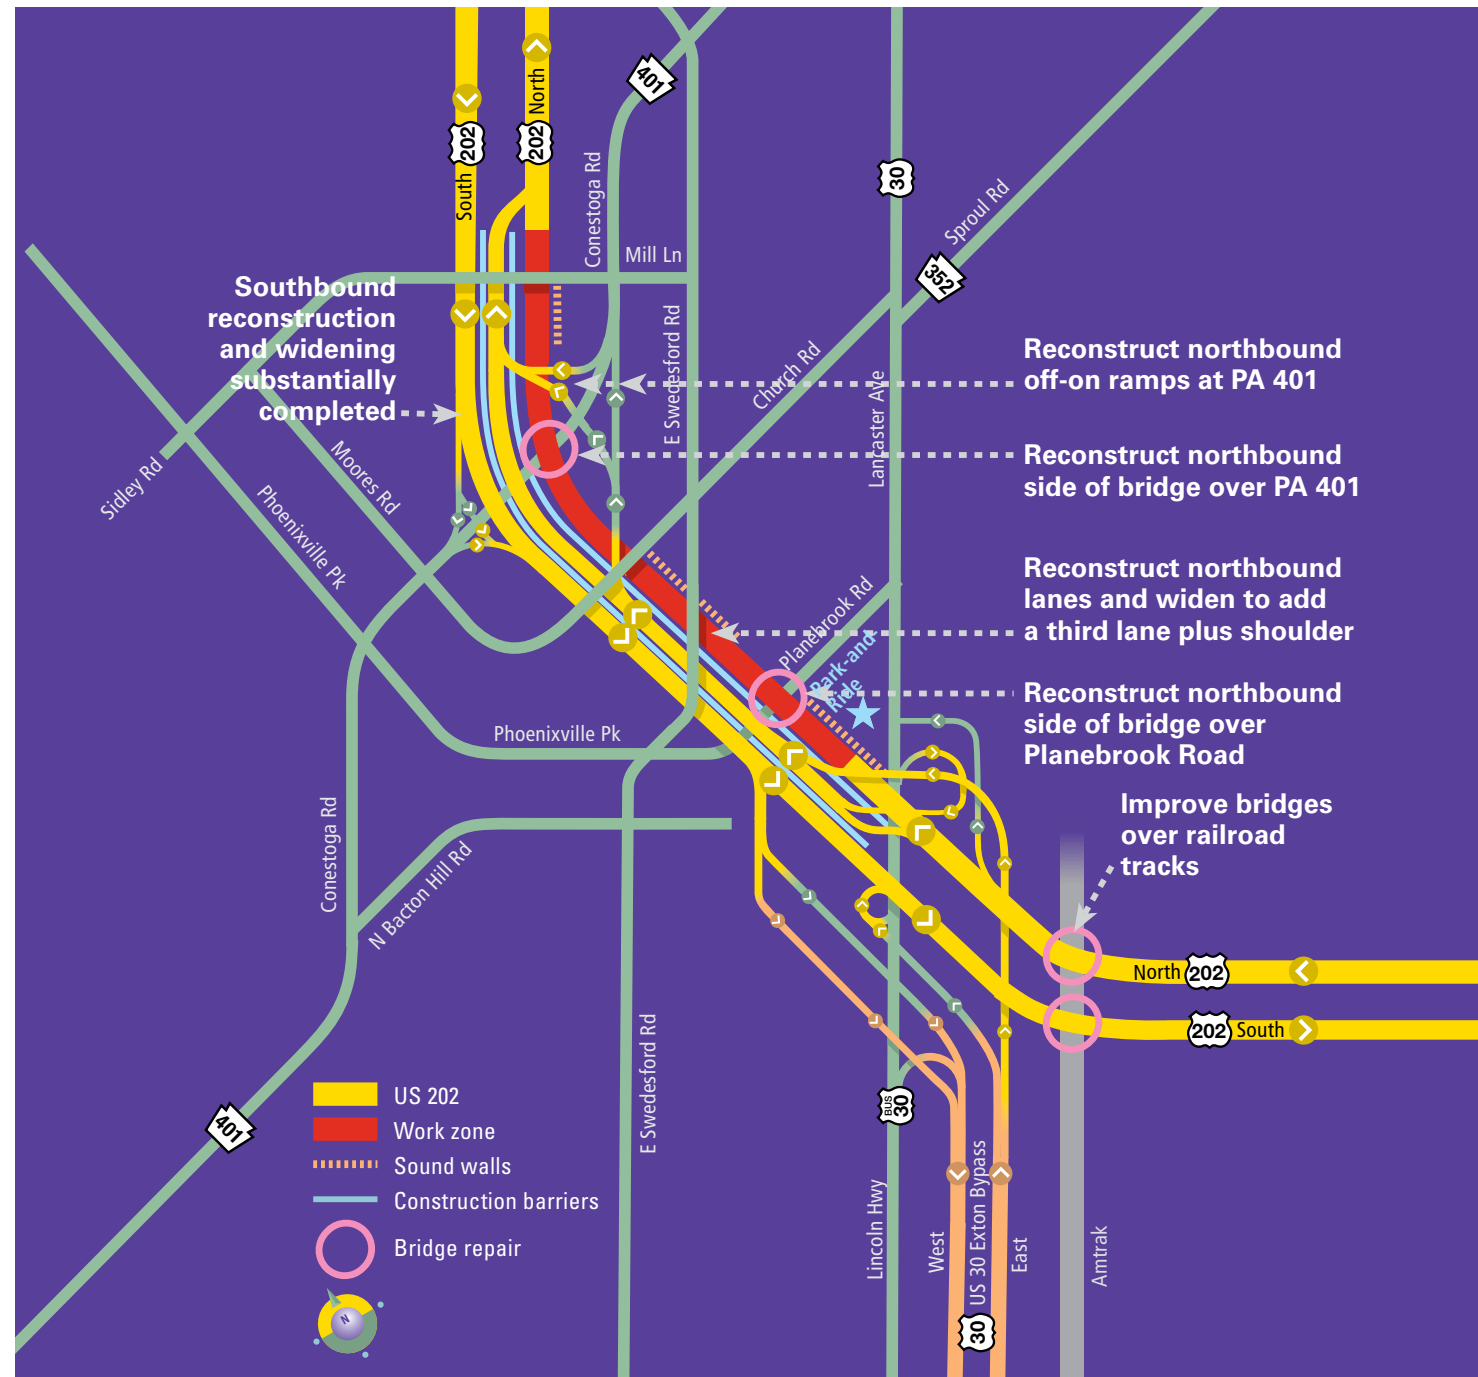 North
401
202
202
South
Conestoga Rd
30
Sproul Rd
352
Mill Ln
Southbound
reconstruction
and widening
substantially
completed
E Swedesford Rd
Church Rd
Lancaster Ave
Reconstruct northbound
off-on ramps at PA 401
Reconstruct northbound
side of bridge over PA 401
Sidley Rd
Moores Rd
Phoenixville Pk
Reconstruct northbound
lanes and widen to add
a third lane plus shoulder
Planebrook Rd
Park-and-
Ride
Reconstruct northbound
side of bridge over
Planebrook Road
Phoenixville Pk
Improve bridges
over railroad
tracks
Conestoga Rd
N Bacton Hill Rd
North
202
202
South
E Swedesford Rd
BUS
30
401
US 202
Work zone
Sound walls
Construction barriers
Bridge repair
N
Lincoln Hwy
West
US 30 Exton Bypass
East
Amtrak
30